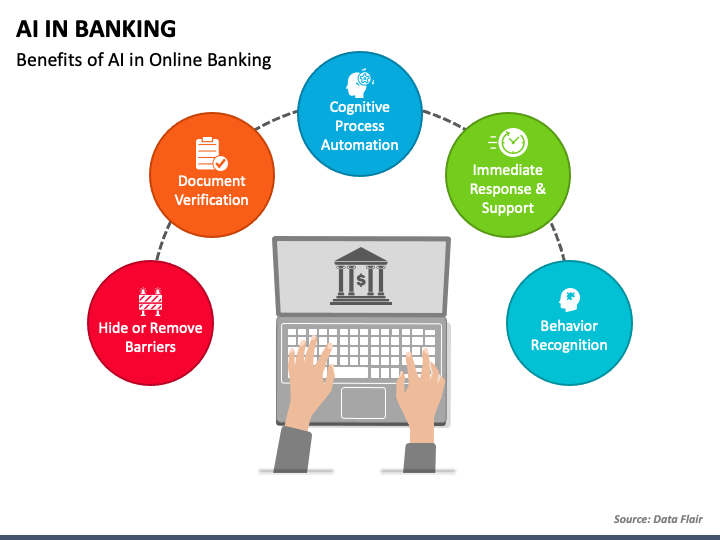 AI IN BANKING
Benefits of AI in Online Banking
Cognitive
Process
Automation
Document
Verification
Immediate
Response &
Support
Hide or Remove
Barriers
Behavior
Recognition
$
Source: Data Flair